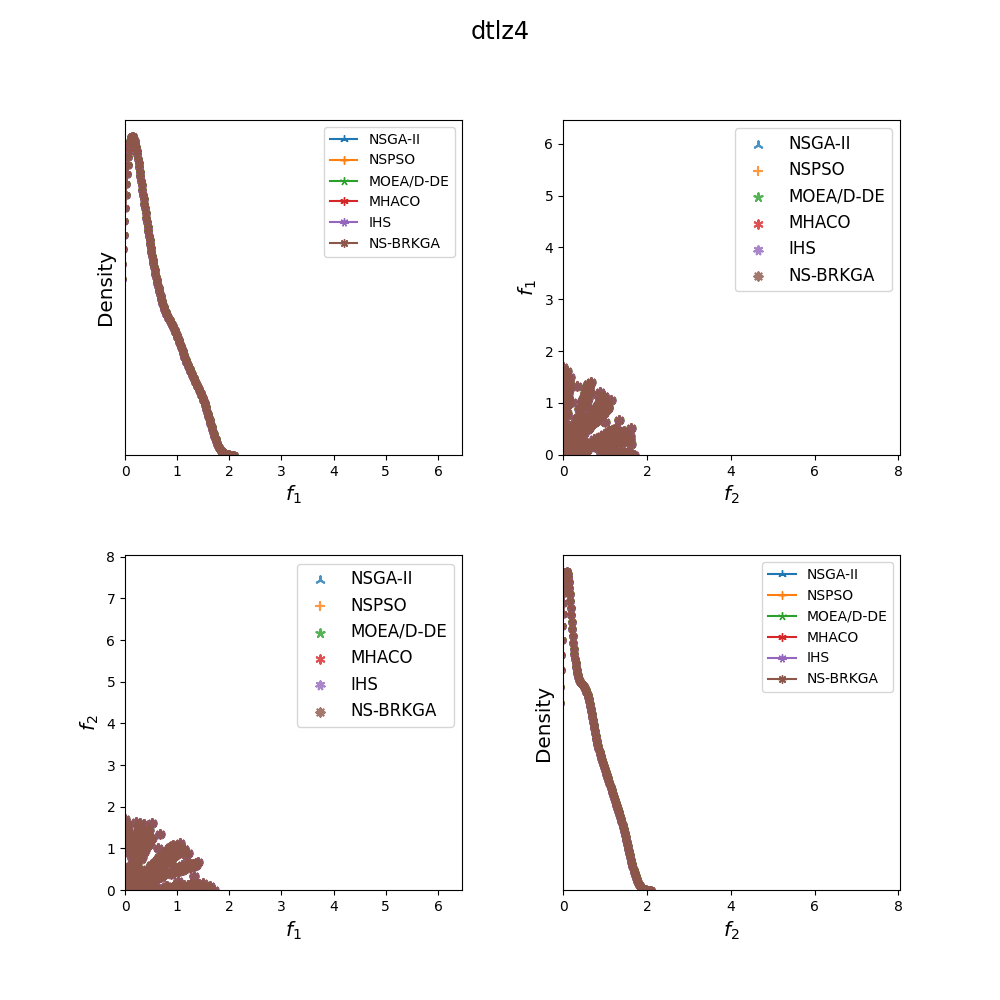 dtlz4
Density
NSGA-II
NSPSO
MOEA/D-DE
MHACO
IHS
NS-BRKGA
0 1 2 3 4 5 6
f1
f1
6
5
4
3
2
1
0
NSGA-II
NSPSO
MOEA/D-DE
MHACO
IHS
NS-BRKGA
0 2 4 6 8
f2
f2
8
7
6
5
4
3
2
1
0
NSGA-II
NSPSO
MOEA/D-DE
MHACO
IHS
NS-BRKGA
0 1 2 3 4 5 6
f1
Density
NSGA-II
NSPSO
MOEA/D-DE
MHACO
IHS
NS-BRKGA
0 2 4 6 8
f2